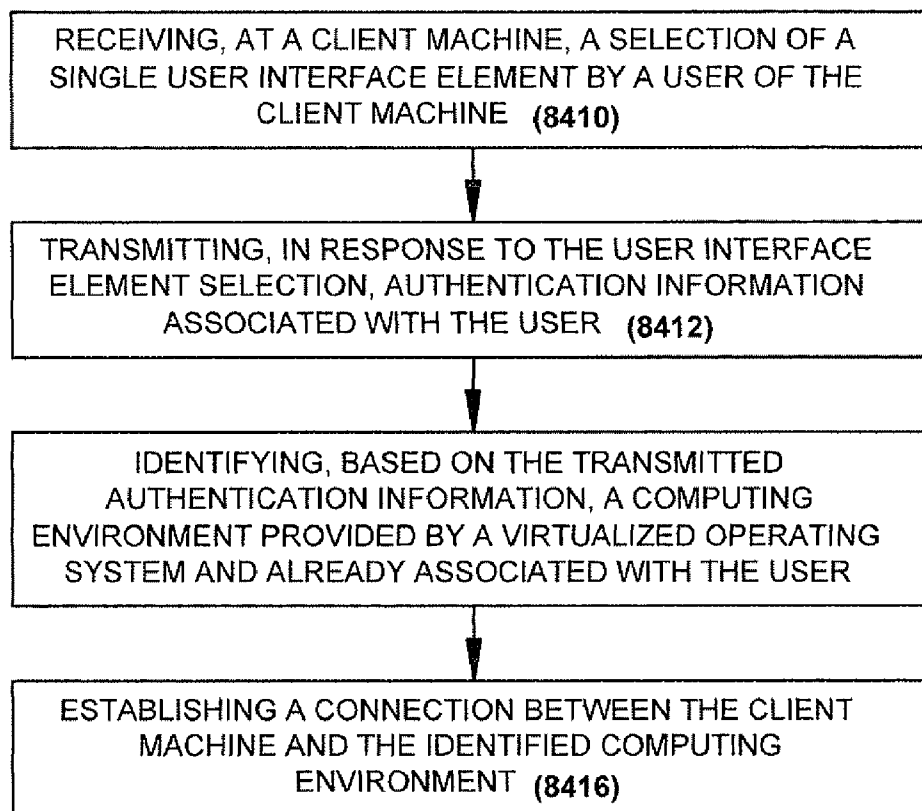 RECEIVING, AT A CLIENT MACHINE, A SELECTION OF A
SINGLE USER INTERFACE ELEMENT BY A USER OF THE
CLIENT MACHINE (8410)
TRANSMITTING, IN RESPONSE TO THE USER INTERFACE
ELEMENT SELECTION, AUTHENTICATION INFORMATION
ASSOCIATED WITH THE USER (8412)
IDENTIFYING, BASED ON THE TRANSMITTED
AUTHENTICATION INFORMATION, A COMPUTING
ENVIRONMENT PROVIDED BY A VIRTUALIZED OPERATING
SYSTEM AND ALREADY ASSOCIATED WITH THE USER
ESTABLISHING A CONNECTION BETWEEN THE CLIENT
MACHINE AND THE IDENTIFIED COMPUTING
ENVIRONMENT (8416)